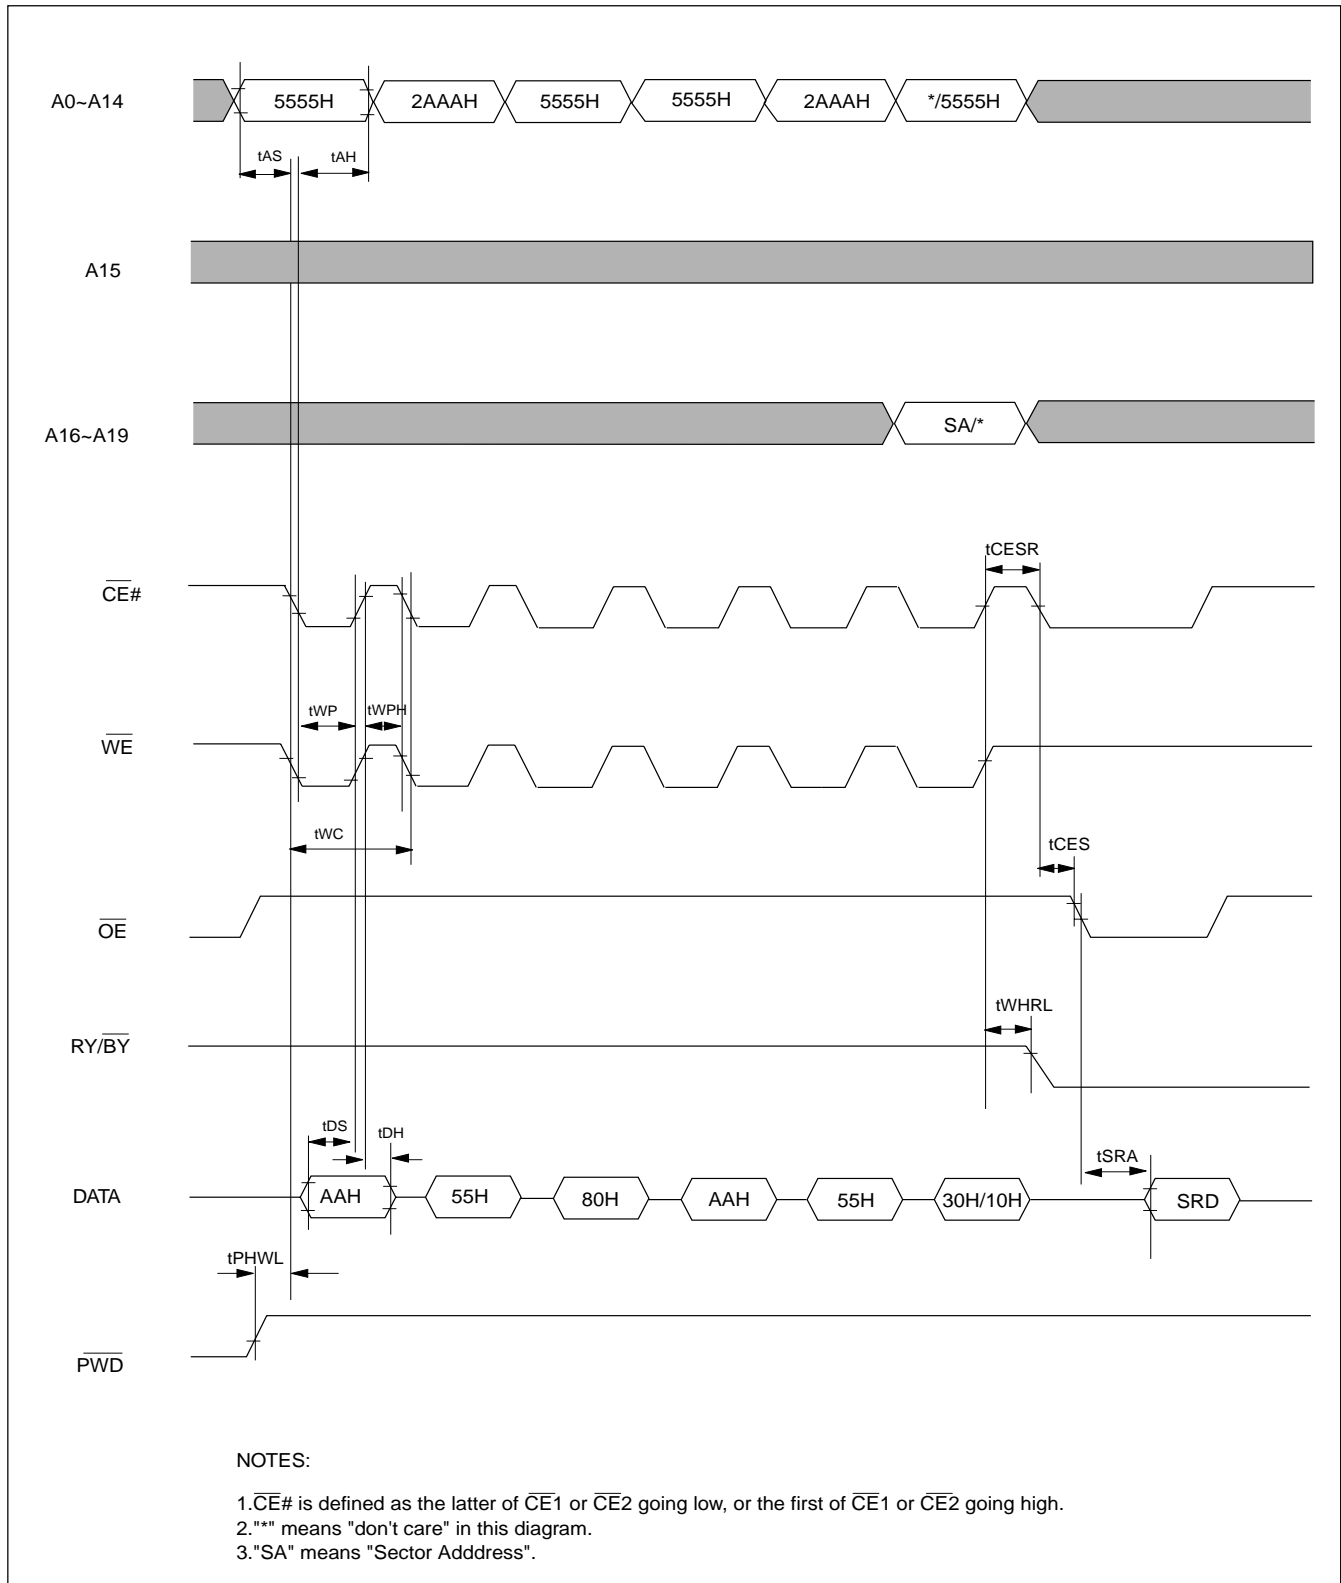 A0~A14 5555H 2AAAH 5555H 5555H 2AAAH */5555H
tAS tAH
A15
A16~A19 SA/*
tCESR
CE#
tWP tWPH
WE
tWC
tCES
OE
tWHRL
RY/BY
tDS tDH
tSRA
DATA AAH 55H 80H AAH 55H 30H/10H SRD
tPHWL
PWD
NOTES:
1.CE# is defined as the latter of CE1 or CE2 going low, or the first of CE1 or CE2 going high.
2."*" means "don't care" in this diagram.
3."SA" means "Sector Adddress".